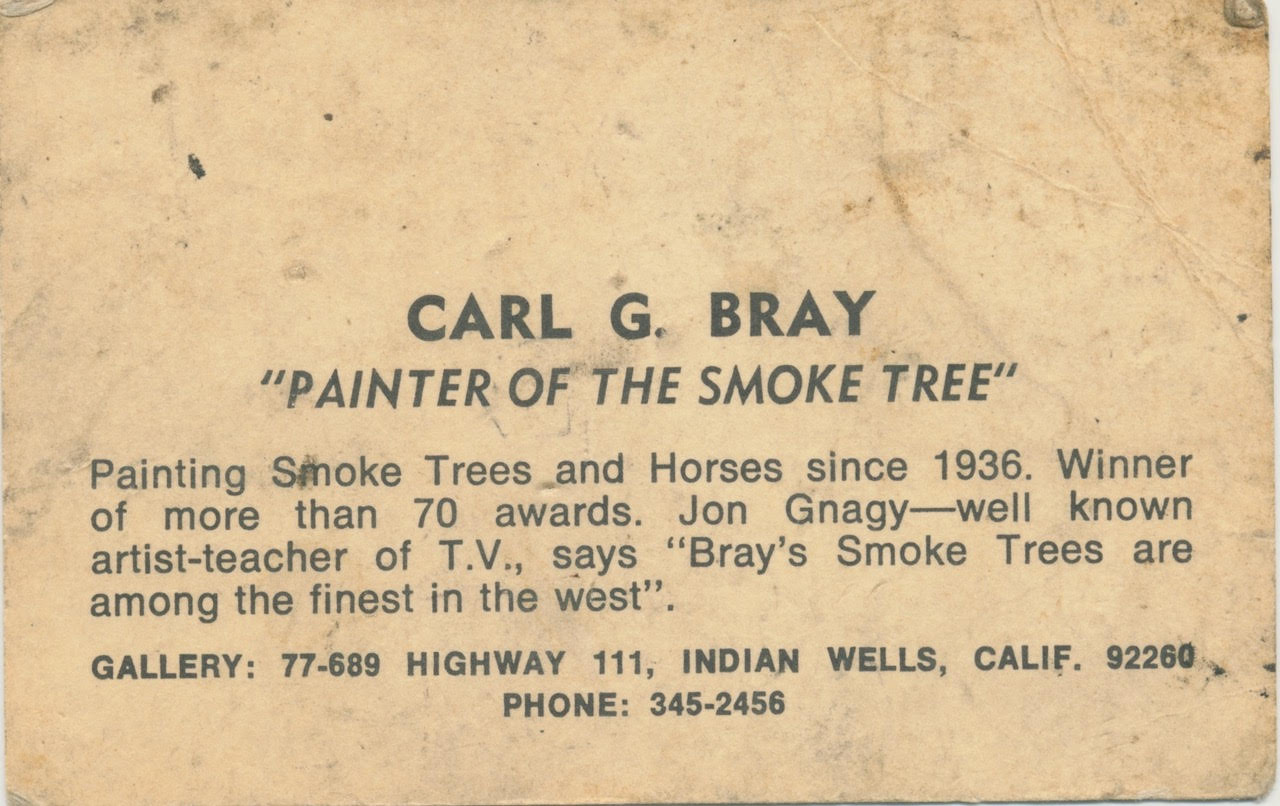 CARL G. BRAY
"PAINTER OF THE SMOKE TREE"
Painting Smoke Trees and Horses since 1936. Winner
of more than 70 awards. Jon Gnagy—well known
artist-teacher of T.V., says “Bray’s Smoke Trees are
among the finest in the west”.
GALLERY: 77-689 HIGHWAY 111, INDIAN WELLS, CALIF. 92260
PHONE: 345-2456